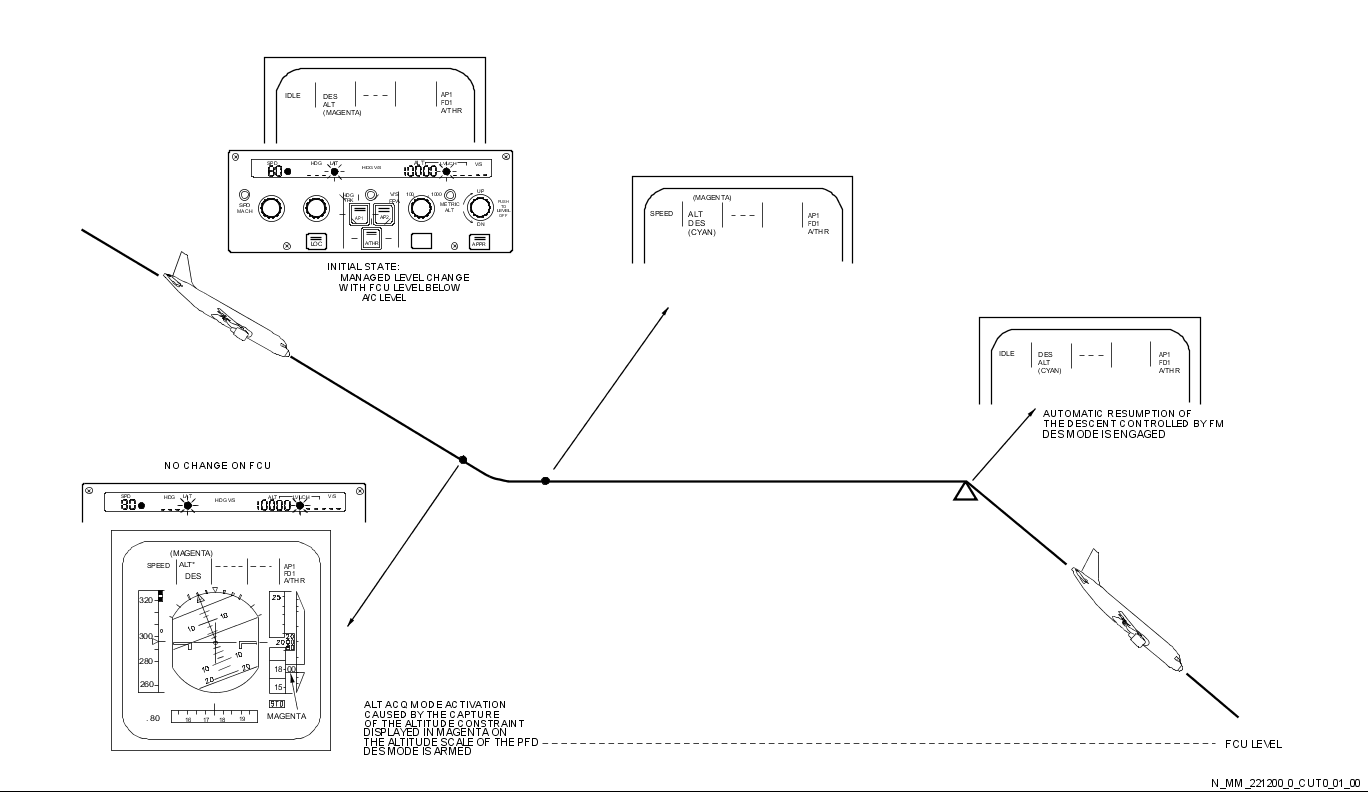 IDLE
DES
ALT
(MAGENTA)
– – –
AP1
FD1
A/THR
SPD
HDG
LAT
HDG V/S
ALT
LVL/CH
V/S
80
10000
SPD
MACH
HDG
TRK
V/S
FPA
AP1
AP2
A/THR
LOC
100
1000
METRIC
ALT
UP
DN
PUSH
TO
LEVEL
OFF
APPR
INITIAL STATE:
MANAGED LEVEL CHANGE
WITH FCU LEVEL BELOW
A/C LEVEL
(MAGENTA)
SPEED
ALT
DES
(CYAN)
– – –
AP1
FD1
A/THR
IDLE
DES
ALT
(CYAN)
– – –
AP1
FD1
A/THR
AUTOMATIC RESUMPTION OF
THE DESCENT CONTROLLED BY FM
DES MODE IS ENGAGED
NO CHANGE ON FCU
SPD
HDG
LAT
HDG V/S
ALT
LVL/CH
V/S
80
10000
(MAGENTA)
SPEED
ALT*
DES
AP1
FD1
A/THR
320
300
280
260
10
10
10
20
20
25
20
18
00
15
STD
.80
16 17 18 19
MAGENTA
ALT ACQ MODE ACTIVATION
CAUSED BY THE CAPTURE
OF THE ALTITUDE CONSTRAINT
DISPLAYED IN MAGENTA ON
THE ALTITUDE SCALE OF THE PFD
DES MODE IS ARMED
FCU LEVEL
N_MM_221200_0_CUT0_01_00